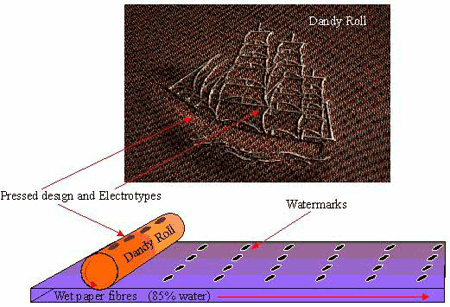 Dandy Roll
Pressed design and Electrotypes
Watermarks
Dandy Roll
Wet paper fibres (85% water)